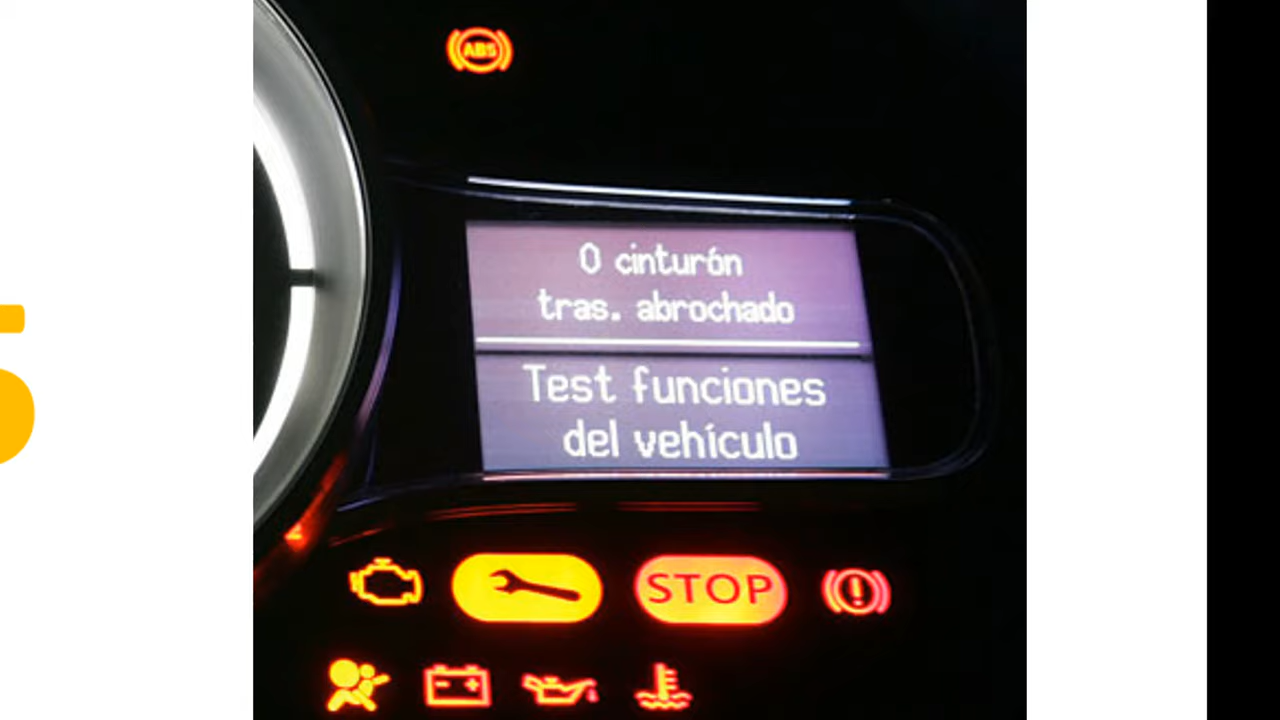 ABS
0 cinturón
tras. abrochado
Test funciones
del vehículo
STOP